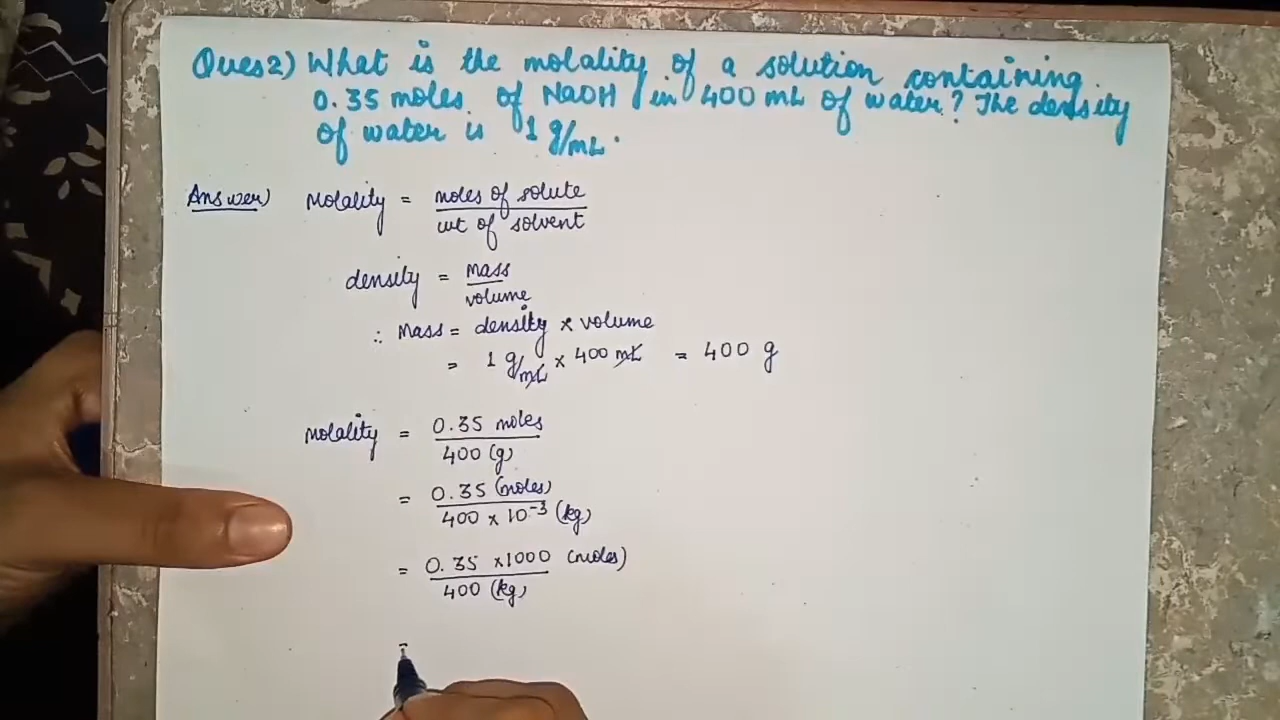 Ques 2) What is the molality of a solution containing
0.35 moles of NaOH in 400 mL of water? The density
of water is 1 g/mL.
Answer) Molality = moles of solute / wt of solvent
density = mass / volume
∴ Mass = density × volume
= 1 g/mL × 400 mL = 400 g
Molality = 0.35 moles / 400 (g)
= 0.35 (moles) / 400 × 10⁻³ (kg)
= 0.35 × 1000 (moles) / 400 (kg)